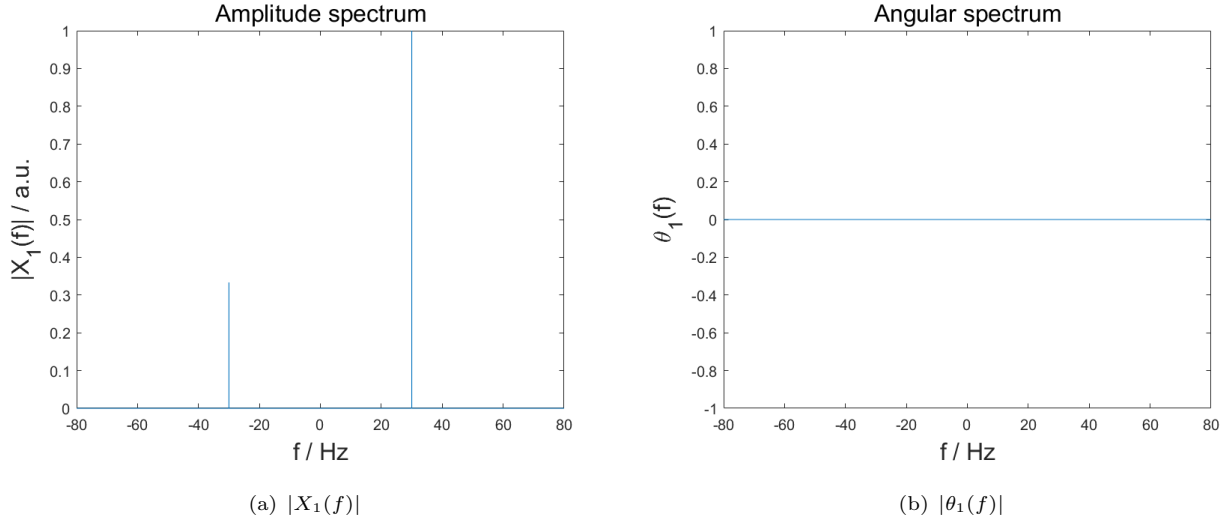 Amplitude spectrum
1
0.9
0.8
0.7
0.6
0.5
0.4
0.3
0.2
0.1
0
|X_1(f)| / a.u.
-80 -60 -40 -20 0 20 40 60 80
f / Hz
(a) |X₁(f)|
Angular spectrum
1
0.8
0.6
0.4
0.2
0
-0.2
-0.4
-0.6
-0.8
-1
θ_1(f)
-80 -60 -40 -20 0 20 40 60 80
f / Hz
(b) |θ₁(f)|